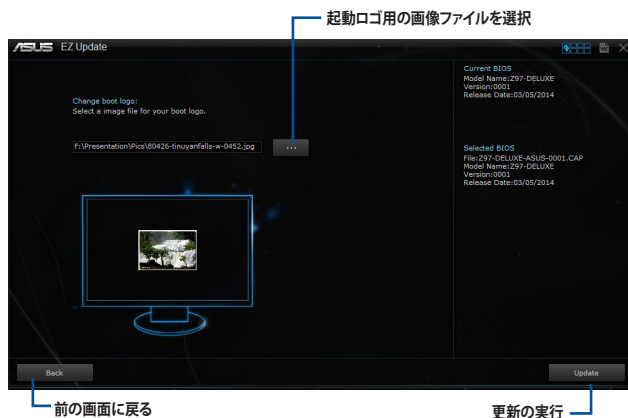 起動ロゴ用の画像ファイルを選択
ASUS EZ Update
Current BIOS
Model Name:Z97-DELUXE
Version:0001
Release Date:03/05/2014
Change boot logo:
Select a image file for your boot logo.
F:\Presentation\Pics\80426-tinuyanfalls-w-0452.jpg
...
Selected BIOS
File:Z97-DELUXE-ASUS-0001.CAP
Model Name:Z97-DELUXE
Version:0001
Release Date:03/05/2014
Back
Update
前の画面に戻る
更新の実行